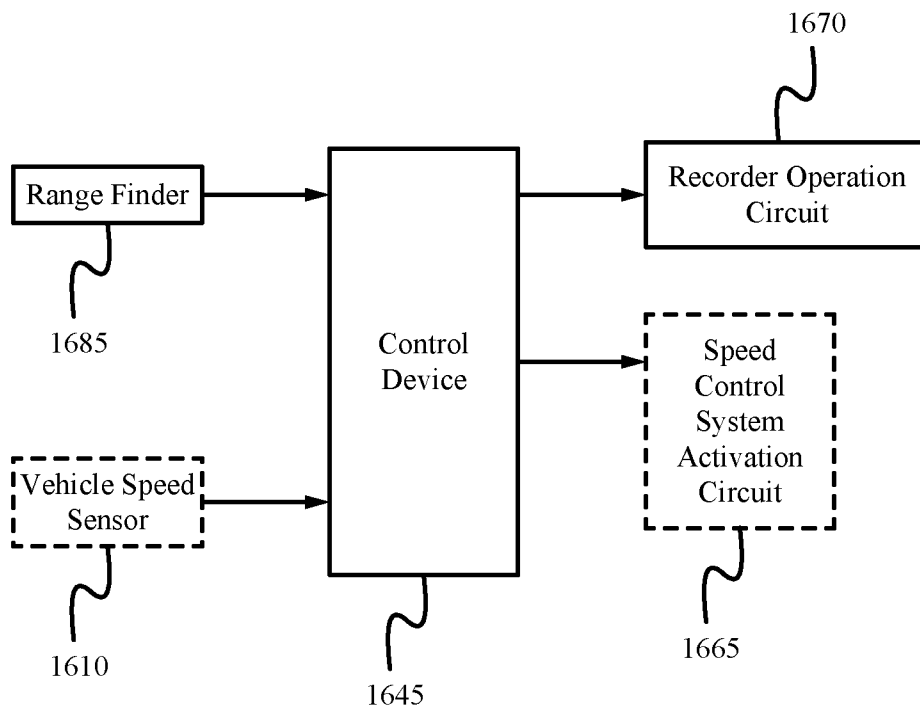 1670
Range Finder
Recorder Operation
Circuit
1685
Control
Device
Speed
Control
System
Activation
Circuit
Vehicle Speed
Sensor
1610
1645
1665